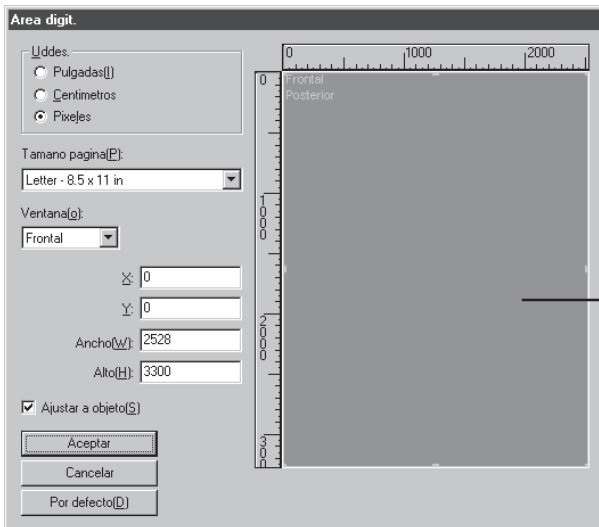 Area digit.
Uddes.
Pulgadas(I)
Centimetros
Pixeles
Tamano pagina(P):
Letter - 8.5 x 11 in
Ventana(o):
Frontal
X: 0
Y: 0
Ancho(W): 2528
Alto(H): 3300
Ajustar a objeto(S)
Aceptar
Cancelar
Por defecto(D)
0 1000 2000
0
Frontal
Posterior
1000
2000
300